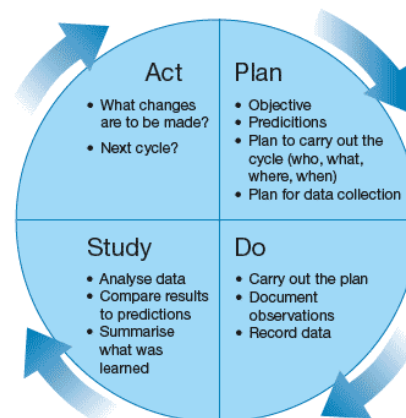 Act
• What changes
are to be made?
• Next cycle?
Plan
• Objective
• Predicitions
• Plan to carry out the
cycle (who, what,
where, when)
• Plan for data collection
Study
• Analyse data
• Compare results
to predictions
• Summarise
what was
learned
Do
• Carry out the plan
• Document
observations
• Record data